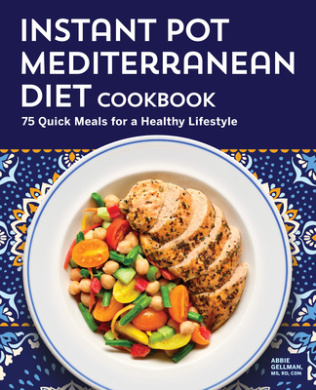 INSTANT POT
MEDITERRANEAN
DIET COOKBOOK
75 Quick Meals for a Healthy Lifestyle
ABBIE
GELLMAN,
MS, RD, CDN